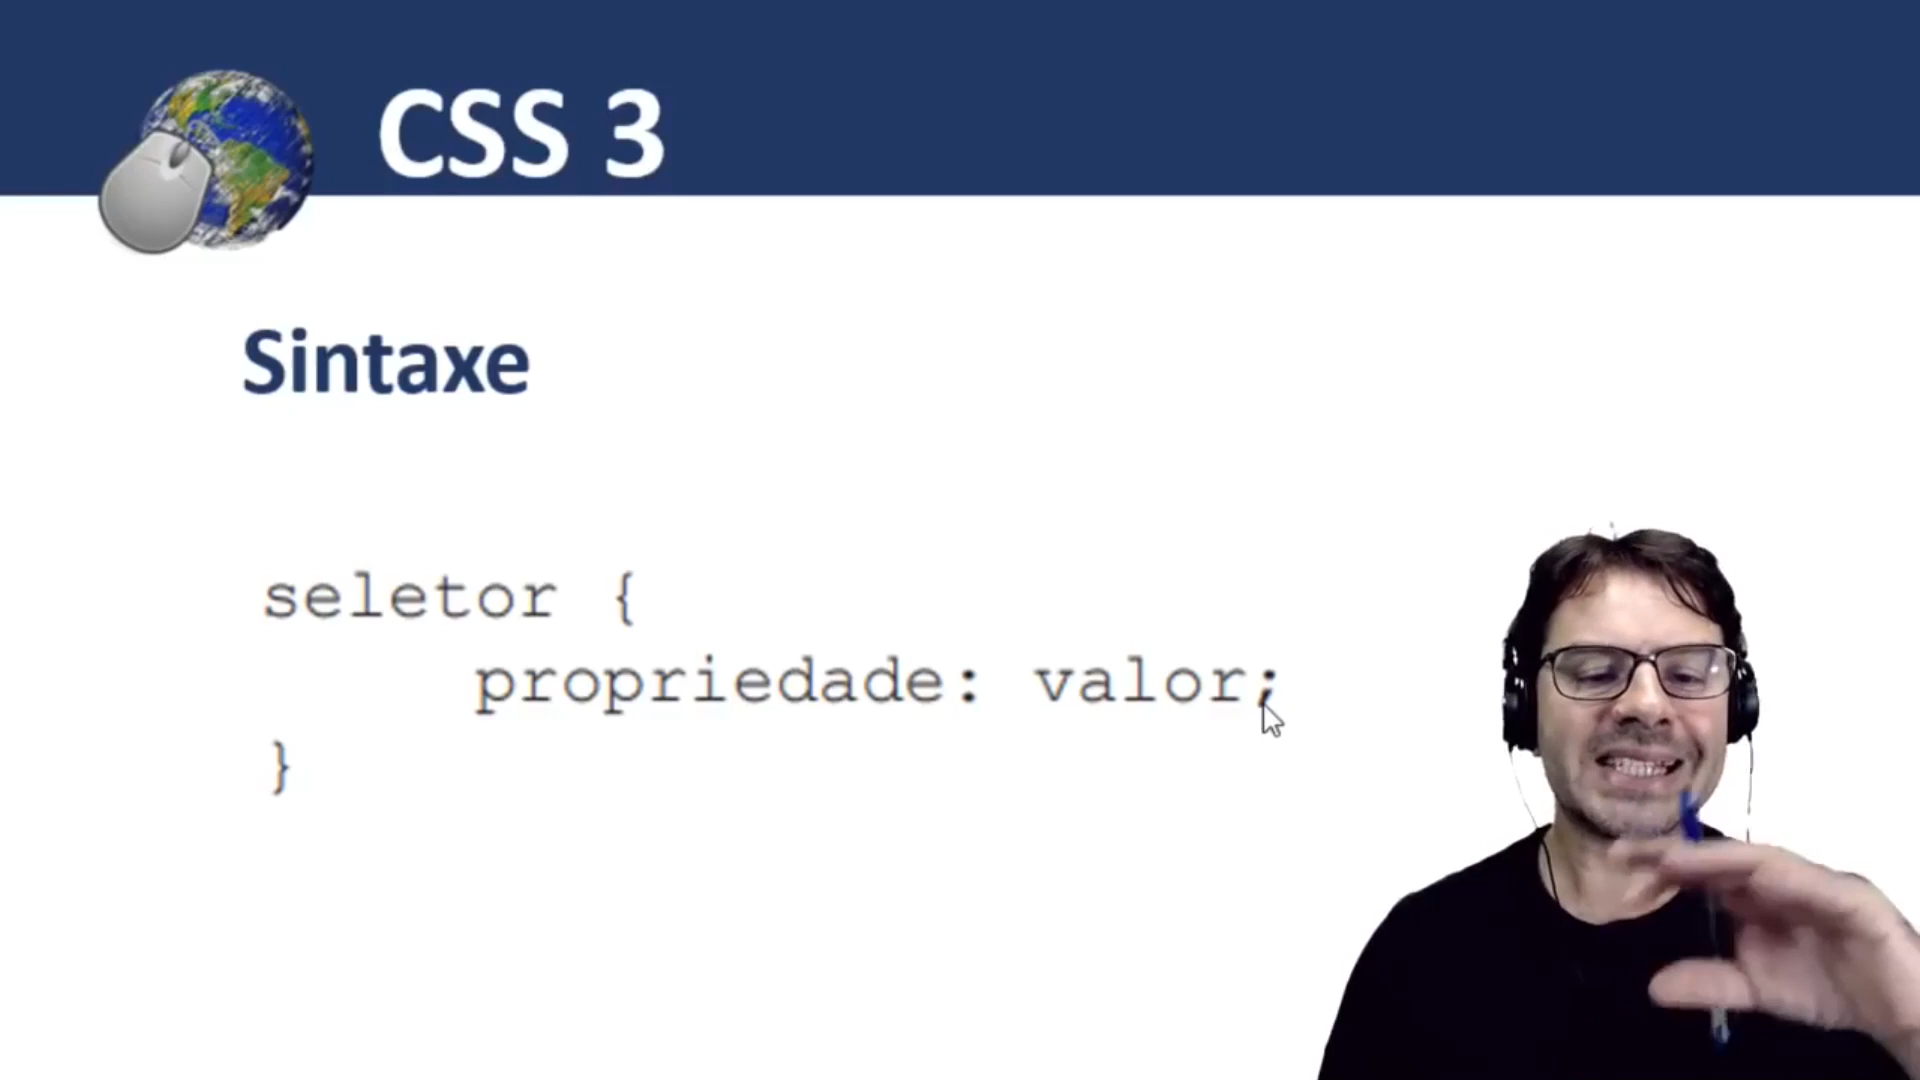 CSS 3
Sintaxe
seletor {
propriedade: valor;
}